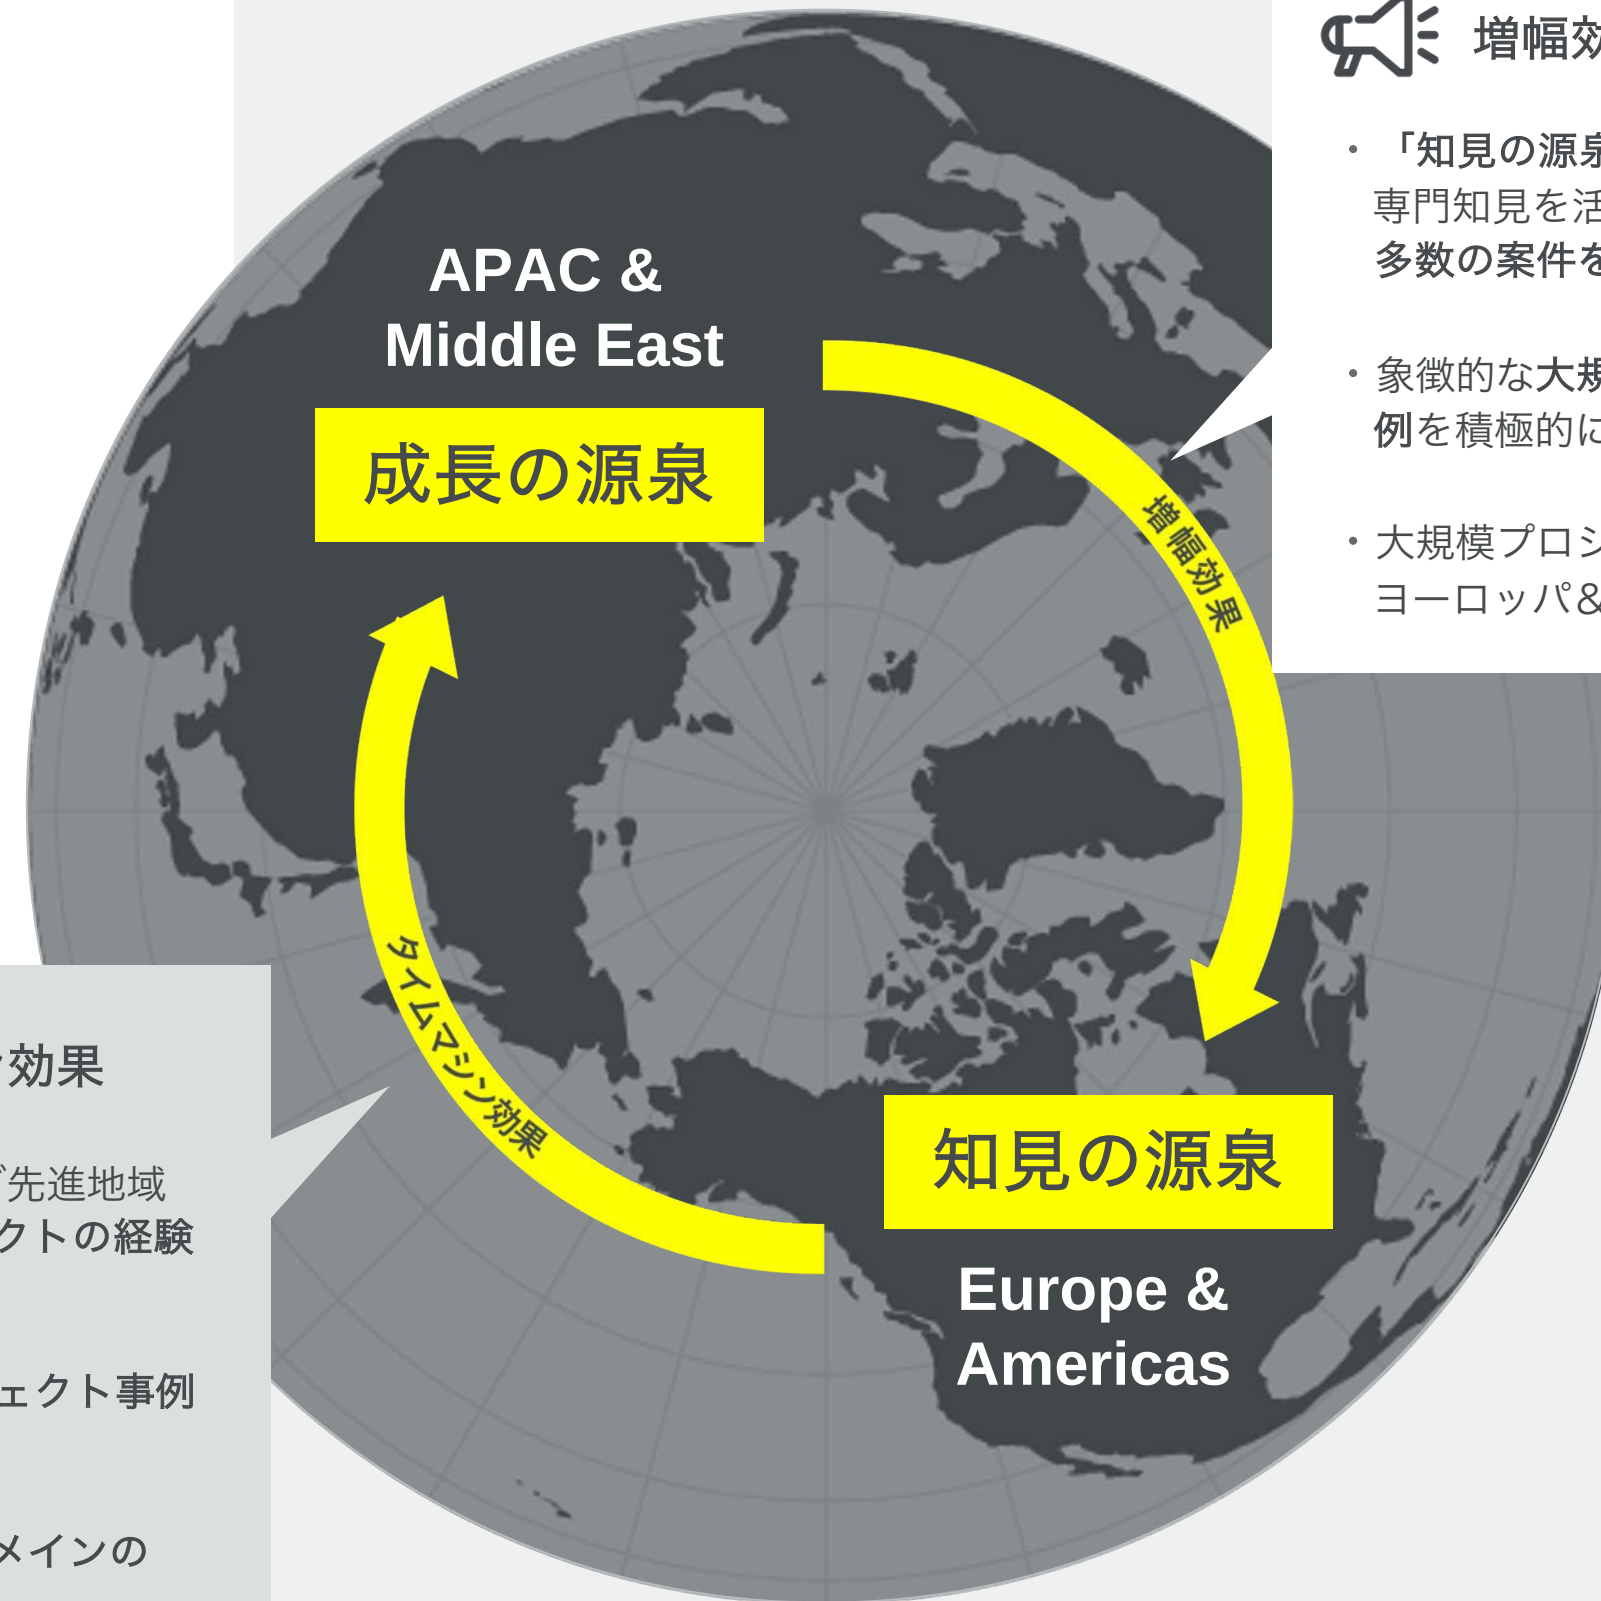 増幅効
・「知見の源泉
専門知見を活
多数の案件を
・象徴的な大規
例を積極的に
・大規模プロジ
ヨーロッパ&
APAC &
Middle East
成長の源泉
増幅効果
タイムマシン効果
知見の源泉
Europe &
Americas
効果
先進地域
クトの経験
ェクト事例
メインの